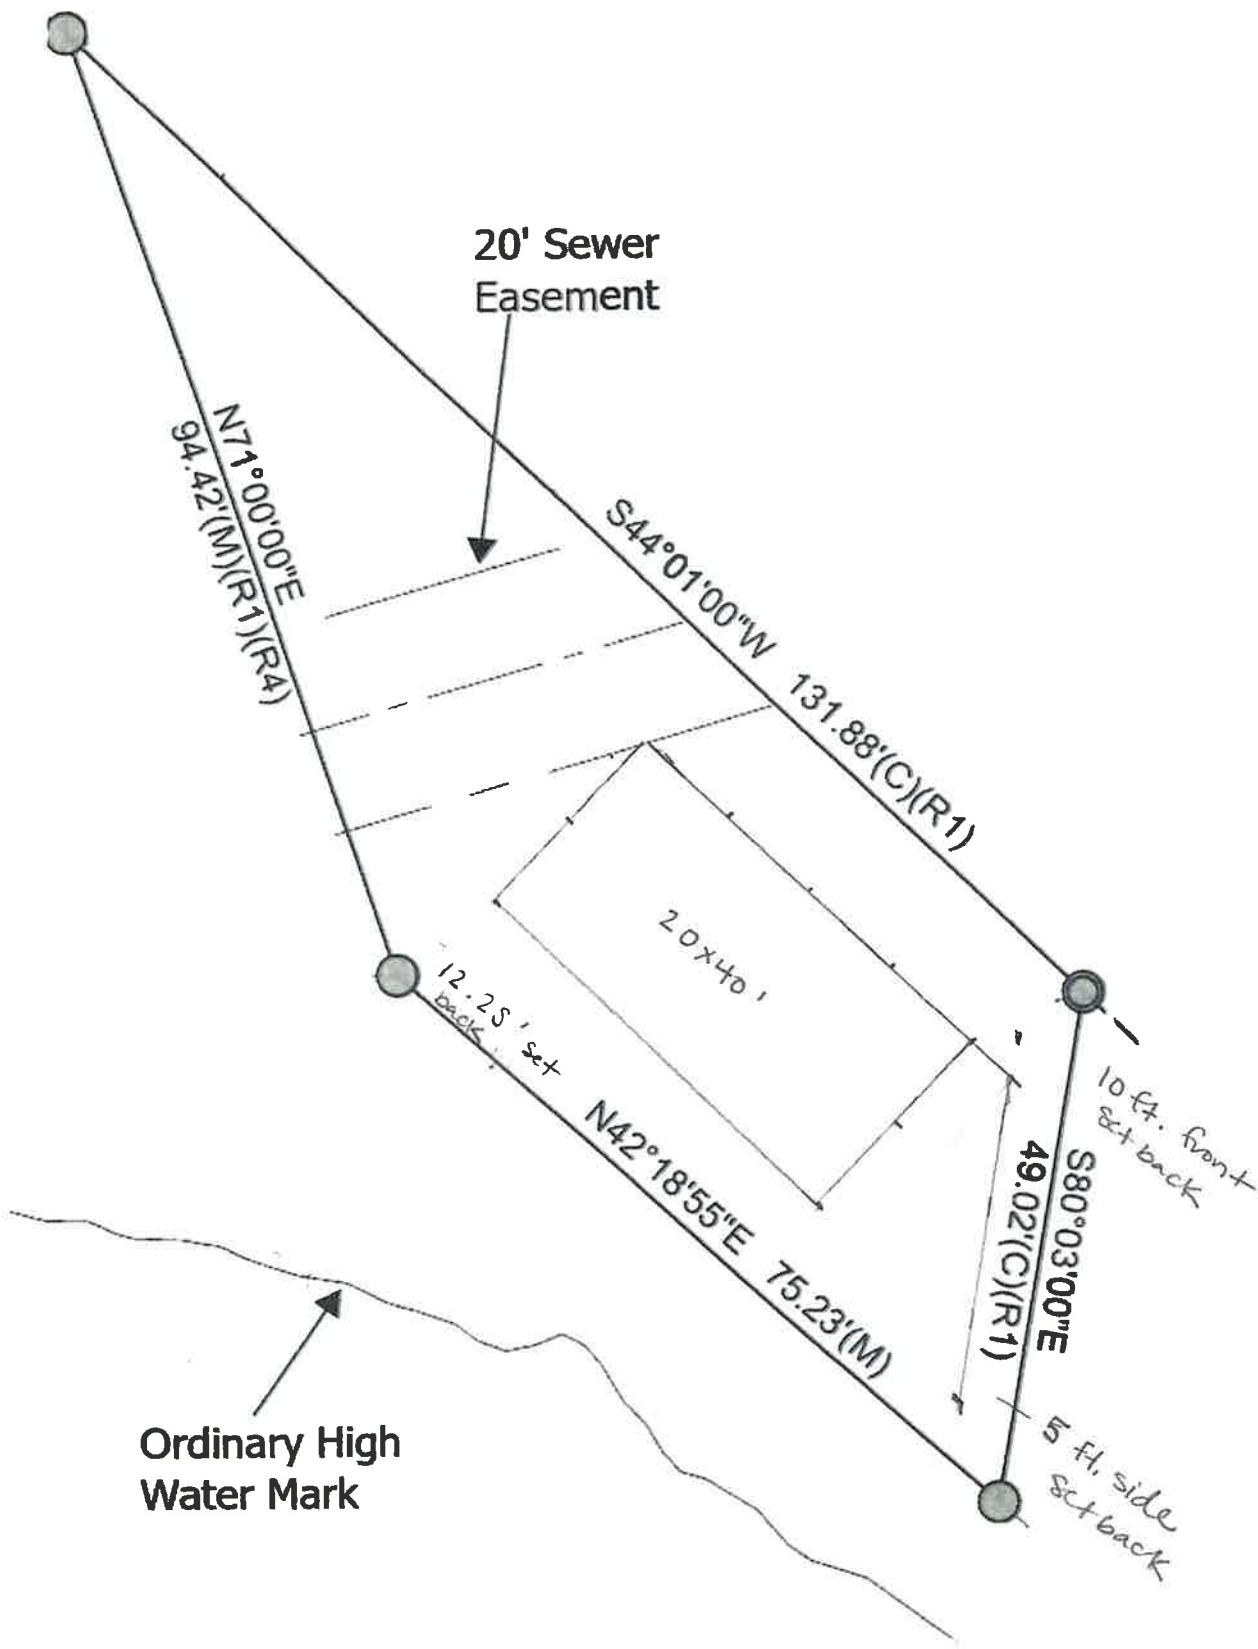 20' Sewer
Easement
N71°00'00"E
94.42'(M)(R1)(R4)
S44°01'00"W 131.88'(C)(R1)
20x40'
12.25' set
back
N42°18'55"E 75.23'(M)
10 ft. front
setback
S80°03'00"E
49.02'(C)(R1)
5 ft. side
setback
Ordinary High
Water Mark